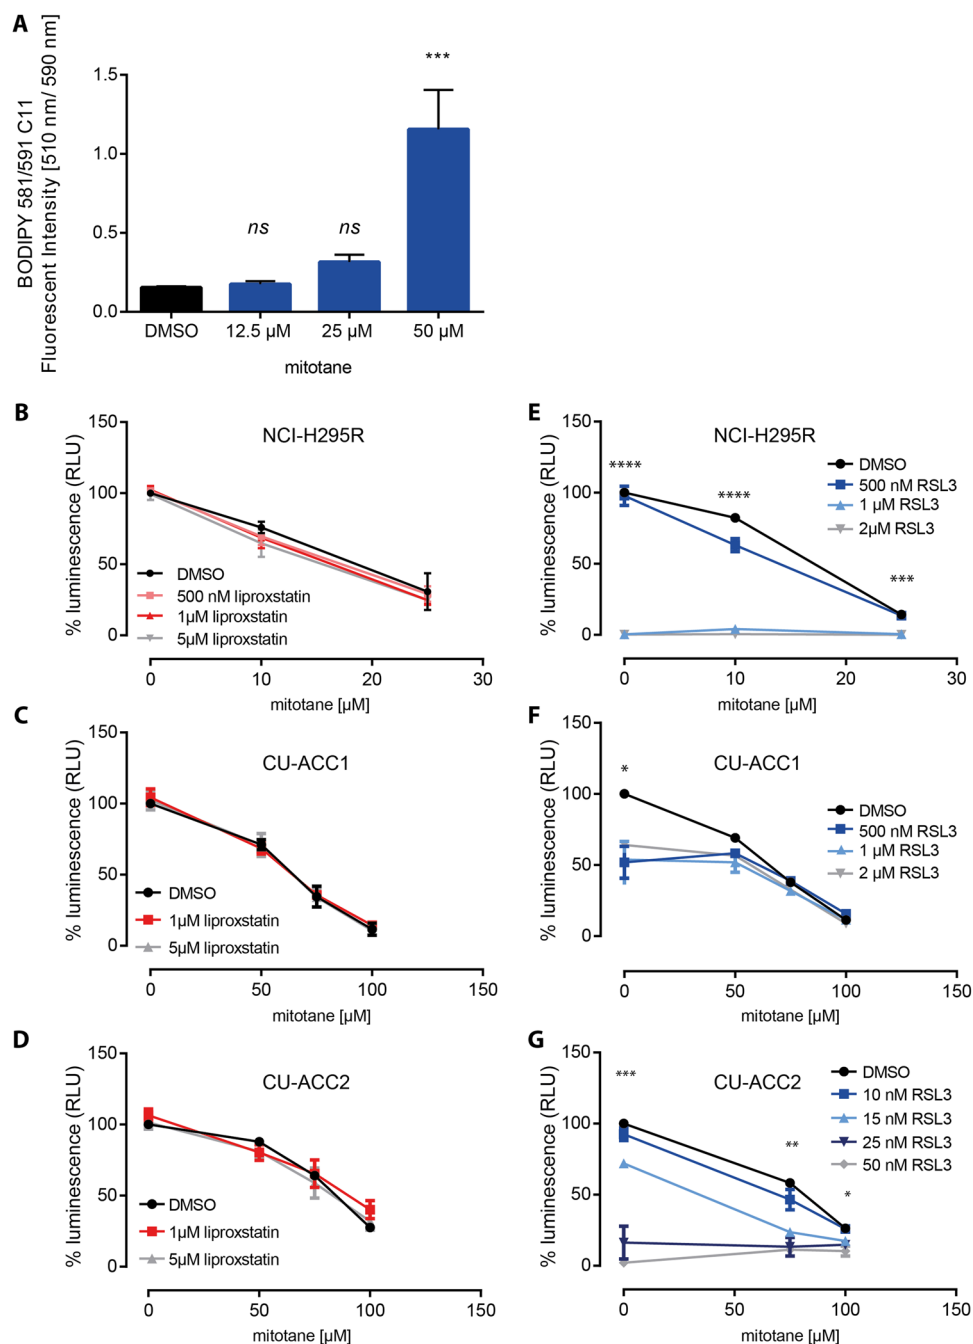 A
BODIPY 581/591 C11
Fluorescent Intensity [510 nm/ 590 nm]
1.5
1.0
0.5
0.0
ns
ns
***
DMSO 12.5 µM 25 µM 50 µM
mitotane
B
NCI-H295R
% luminescence (RLU)
150
100
50
0
DMSO
500 nM liproxstatin
1µM liproxstatin
5µM liproxstatin
0 10 20 30
mitotane [µM]
E
NCI-H295R
% luminescence (RLU)
150
100
50
0
****
****
***
DMSO
500 nM RSL3
1 µM RSL3
2µM RSL3
0 10 20 30
mitotane [µM]
C
CU-ACC1
% luminescence (RLU)
150
100
50
0
DMSO
1µM liproxstatin
5µM liproxstatin
0 50 100 150
mitotane [µM]
F
CU-ACC1
% luminescence (RLU)
150
100
50
0
*
DMSO
500 nM RSL3
1 µM RSL3
2 µM RSL3
0 50 100 150
mitotane [µM]
D
CU-ACC2
% luminescence (RLU)
150
100
50
0
DMSO
1µM liproxstatin
5µM liproxstatin
0 50 100 150
mitotane [µM]
G
CU-ACC2
% luminescence (RLU)
150
100
50
0
***
**
*
DMSO
10 nM RSL3
15 nM RSL3
25 nM RSL3
50 nM RSL3
0 50 100 150
mitotane [µM]